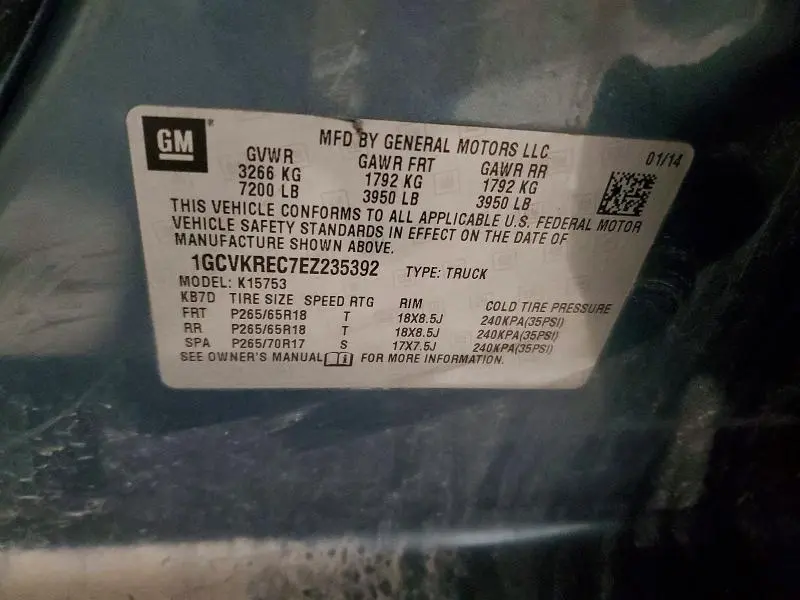 GM®
MFD BY GENERAL MOTORS LLC 01/14
GVWR GAWR FRT GAWR RR
3266 KG 1792 KG 1792 KG
7200 LB 3950 LB 3950 LB
THIS VEHICLE CONFORMS TO ALL APPLICABLE U.S. FEDERAL MOTOR
VEHICLE SAFETY STANDARDS IN EFFECT ON THE DATE OF
MANUFACTURE SHOWN ABOVE.
1GCVKREC7EZ235392 TYPE: TRUCK
MODEL: K15753
KB7D TIRE SIZE SPEED RTG RIM COLD TIRE PRESSURE
FRT P265/65R18 T 18X8.5J 240KPA(35PSI)
RR P265/65R18 T 18X8.5J 240KPA(35PSI)
SPA P265/70R17 S 17X7.5J 240KPA(35PSI)
SEE OWNER'S MANUAL FOR MORE INFORMATION.